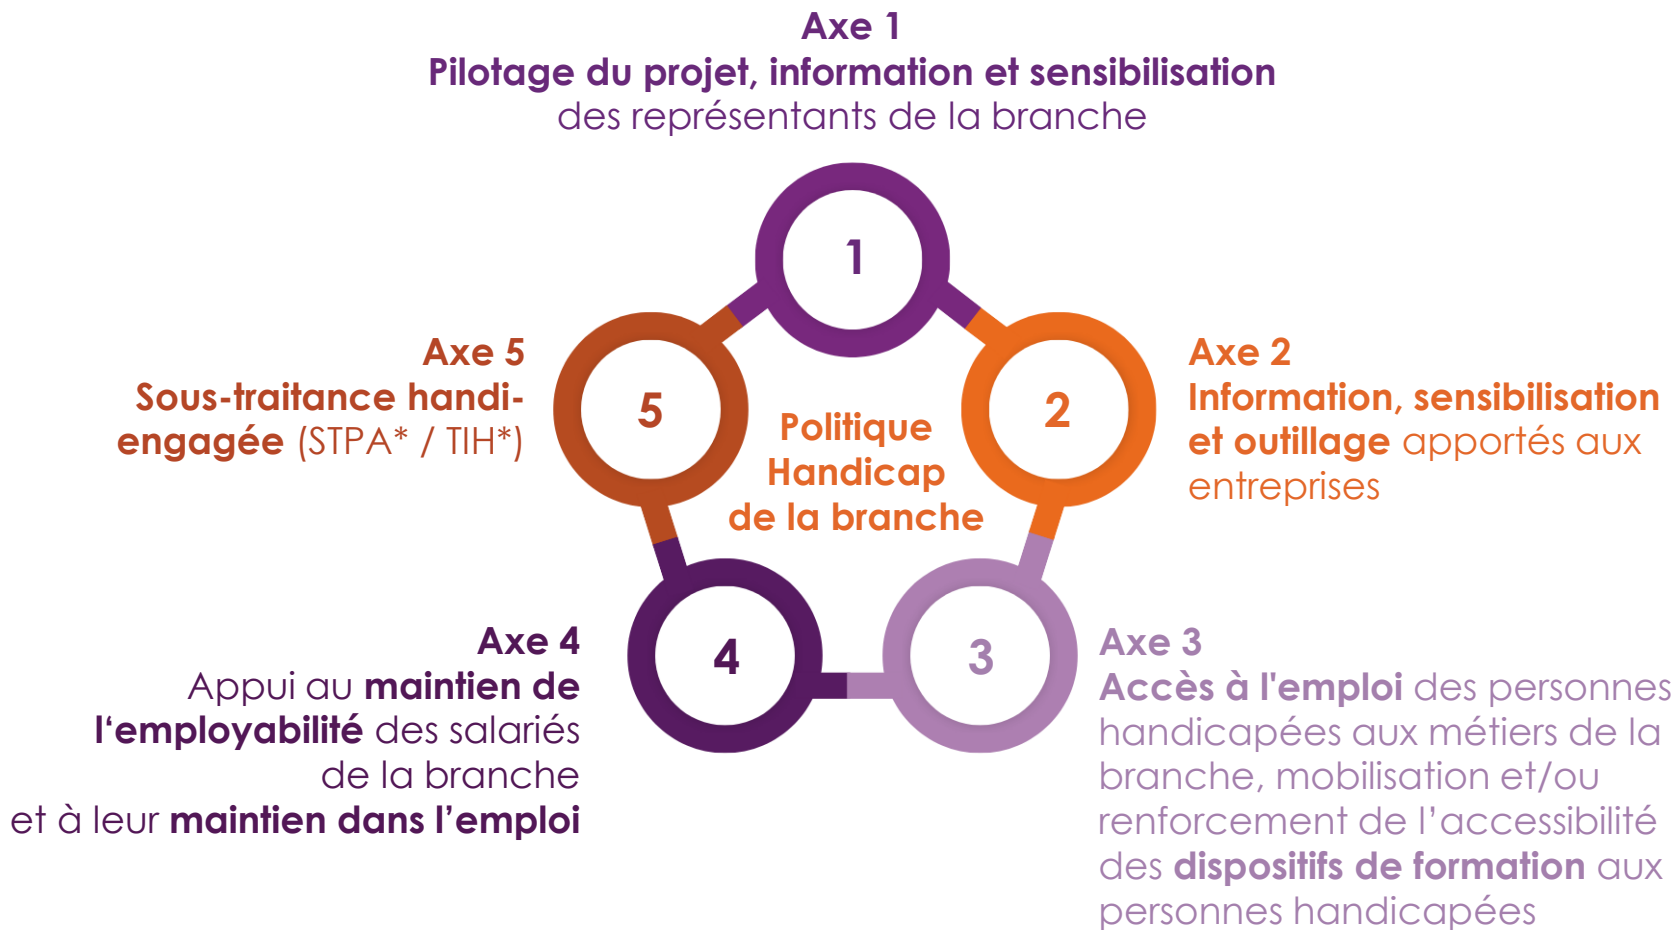 Axe 1
Pilotage du projet, information et sensibilisation
des représentants de la branche
1
Axe 5
Sous-traitance handi-
engagée (STPA* / TIH*)
5
Politique
Handicap
de la branche
2
Axe 2
Information, sensibilisation
et outillage apportés aux
entreprises
Axe 4
Appui au maintien de
l‘employabilité des salariés
de la branche
et à leur maintien dans l’emploi
4
3
Axe 3
Accès à l'emploi des personnes
handicapées aux métiers de la
branche, mobilisation et/ou
renforcement de l’accessibilité
des dispositifs de formation aux
personnes handicapées